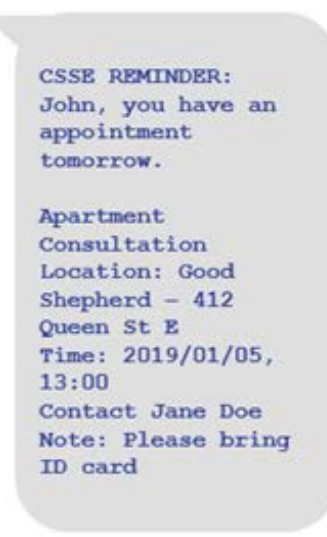 CSSE REMINDER:
John, you have an
appointment
tomorrow.
Apartment
Consultation
Location: Good
Shepherd – 412
Queen St E
Time: 2019/01/05,
13:00
Contact Jane Doe
Note: Please bring
ID card